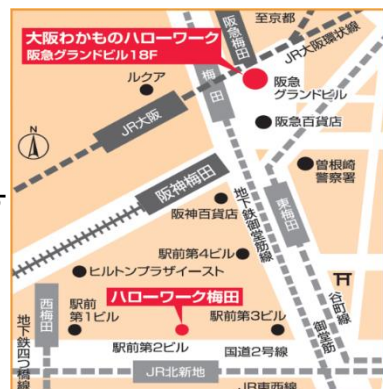 至京都
大阪わかものハローワーク
阪急グランドビル18F
阪急梅田
JR大阪環状線
ルクア
梅田
阪急
グランドビル
JR大阪
阪急百貨店
N
曽根崎
警察署
阪神梅田
阪神百貨店
地下鉄御堂筋線
東梅田
駅前第4ビル
ヒルトンプラザイースト
ハローワーク梅田
西梅田
駅前
第1ビル
駅前第3ビル
谷町線
御堂筋
地下鉄四つ橋線
駅前第2ビル
国道2号線
JR北新地
JR東西線